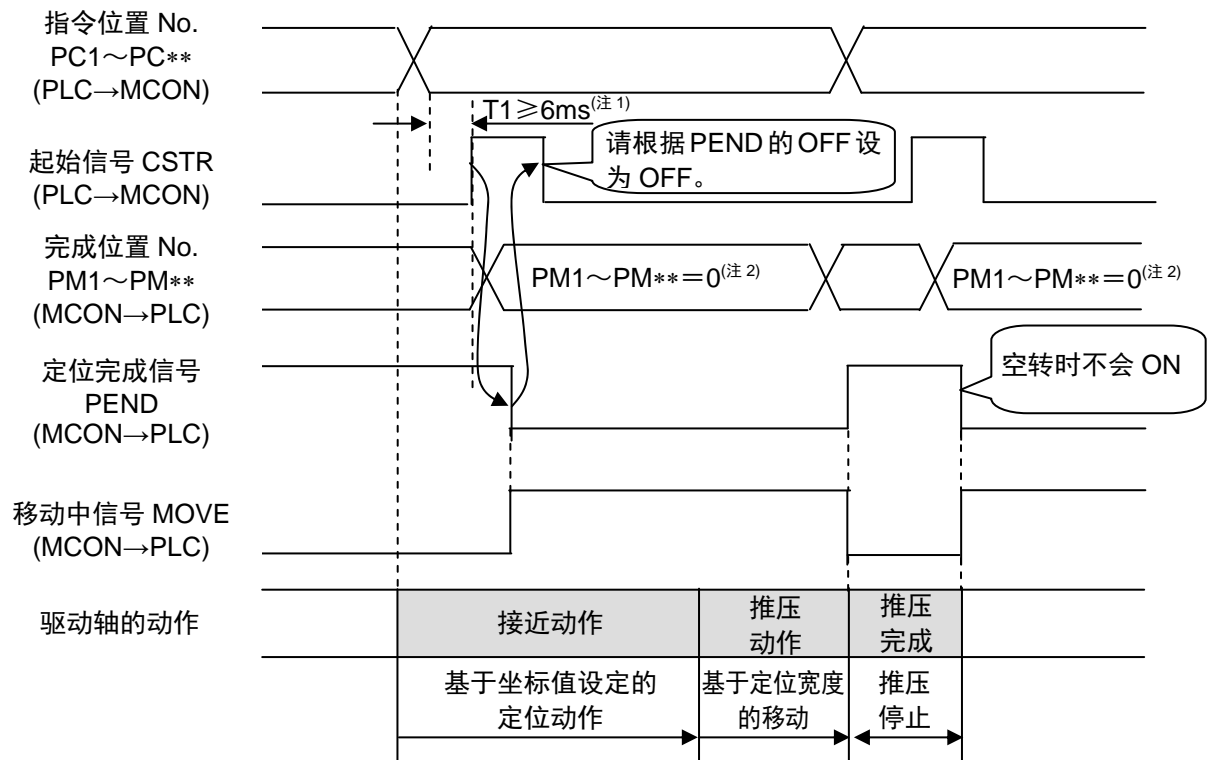 指令位置 No.
PC1～PC**
(PLC→MCON)
T1≥6ms(注 1)
请根据 PEND 的 OFF 设
为 OFF。
起始信号 CSTR
(PLC→MCON)
完成位置 No.
PM1～PM**
(MCON→PLC)
PM1～PM**＝0(注 2)
PM1～PM**＝0(注 2)
定位完成信号
PEND
(MCON→PLC)
空转时不会 ON
移动中信号 MOVE
(MCON→PLC)
驱动轴的动作
接近动作
推压
动作
推压
完成
基于坐标值设定的
定位动作
基于定位宽度
的移动
推压
停止